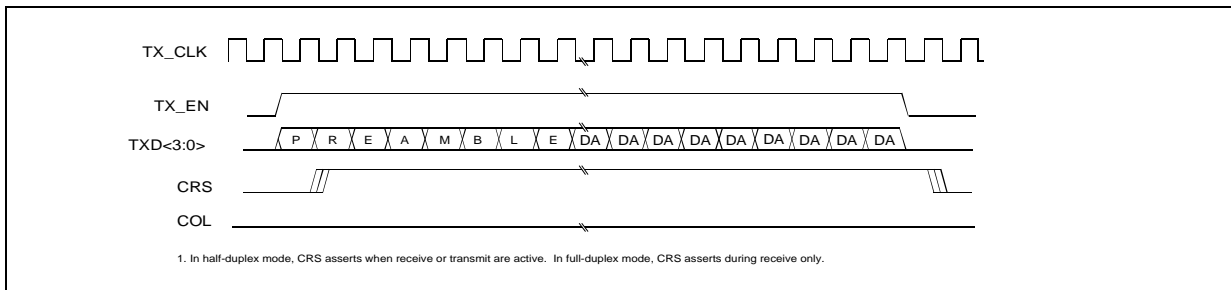 TX_CLK
TX_EN
TXD<3:0> P R E A M B L E DA DA DA DA DA DA DA DA DA
CRS
COL
1. In half-duplex mode, CRS asserts when receive or transmit are active. In full-duplex mode, CRS asserts during receive only.